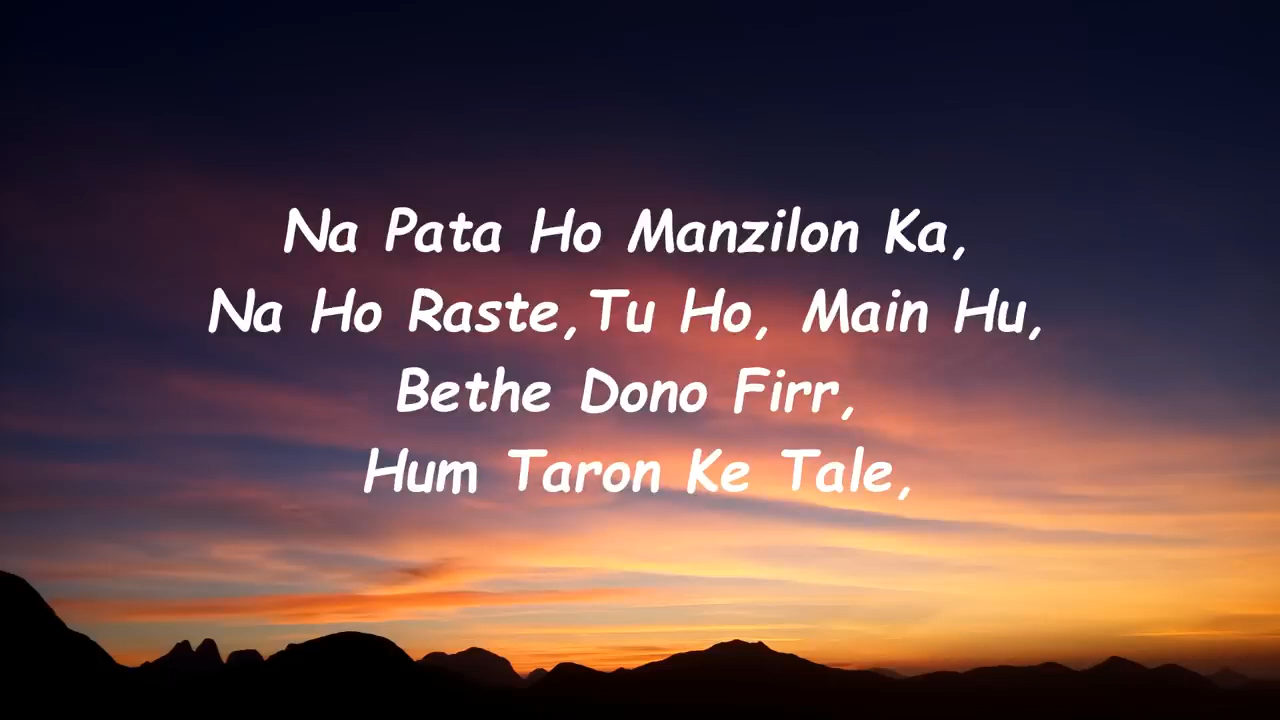 Na Pata Ho Manzilon Ka,
Na Ho Raste,Tu Ho, Main Hu,
Bethe Dono Firr,
Hum Taron Ke Tale,